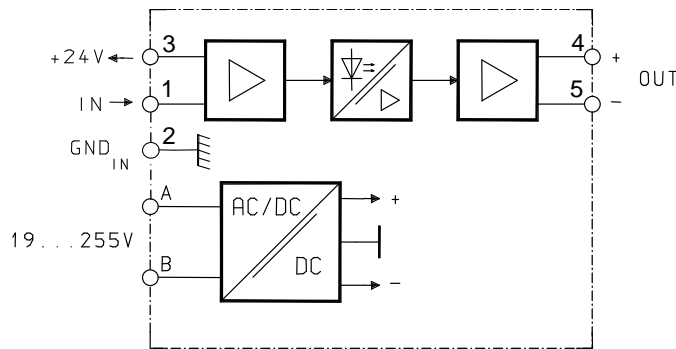 +24V 3
IN 1
GND IN 2
4 +
5 −
OUT
19...255V
A
B
AC/DC
DC
+
−